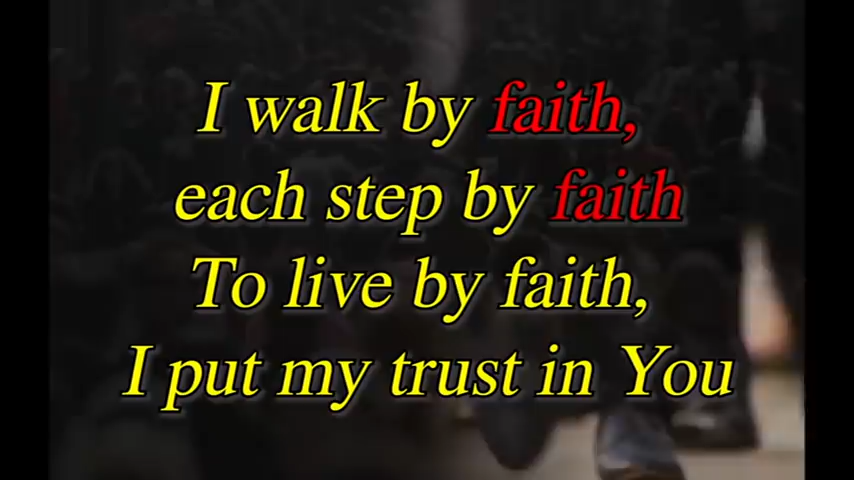 I walk by faith,
each step by faith
To live by faith,
I put my trust in You